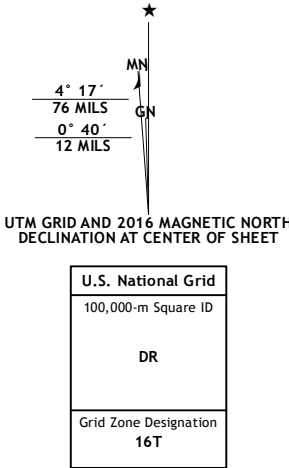 ★
MN
4° 17´
76 MILS
GN
0° 40´
12 MILS
UTM GRID AND 2016 MAGNETIC NORTH
DECLINATION AT CENTER OF SHEET
U.S. National Grid
100,000-m Square ID
DR
Grid Zone Designation
16T